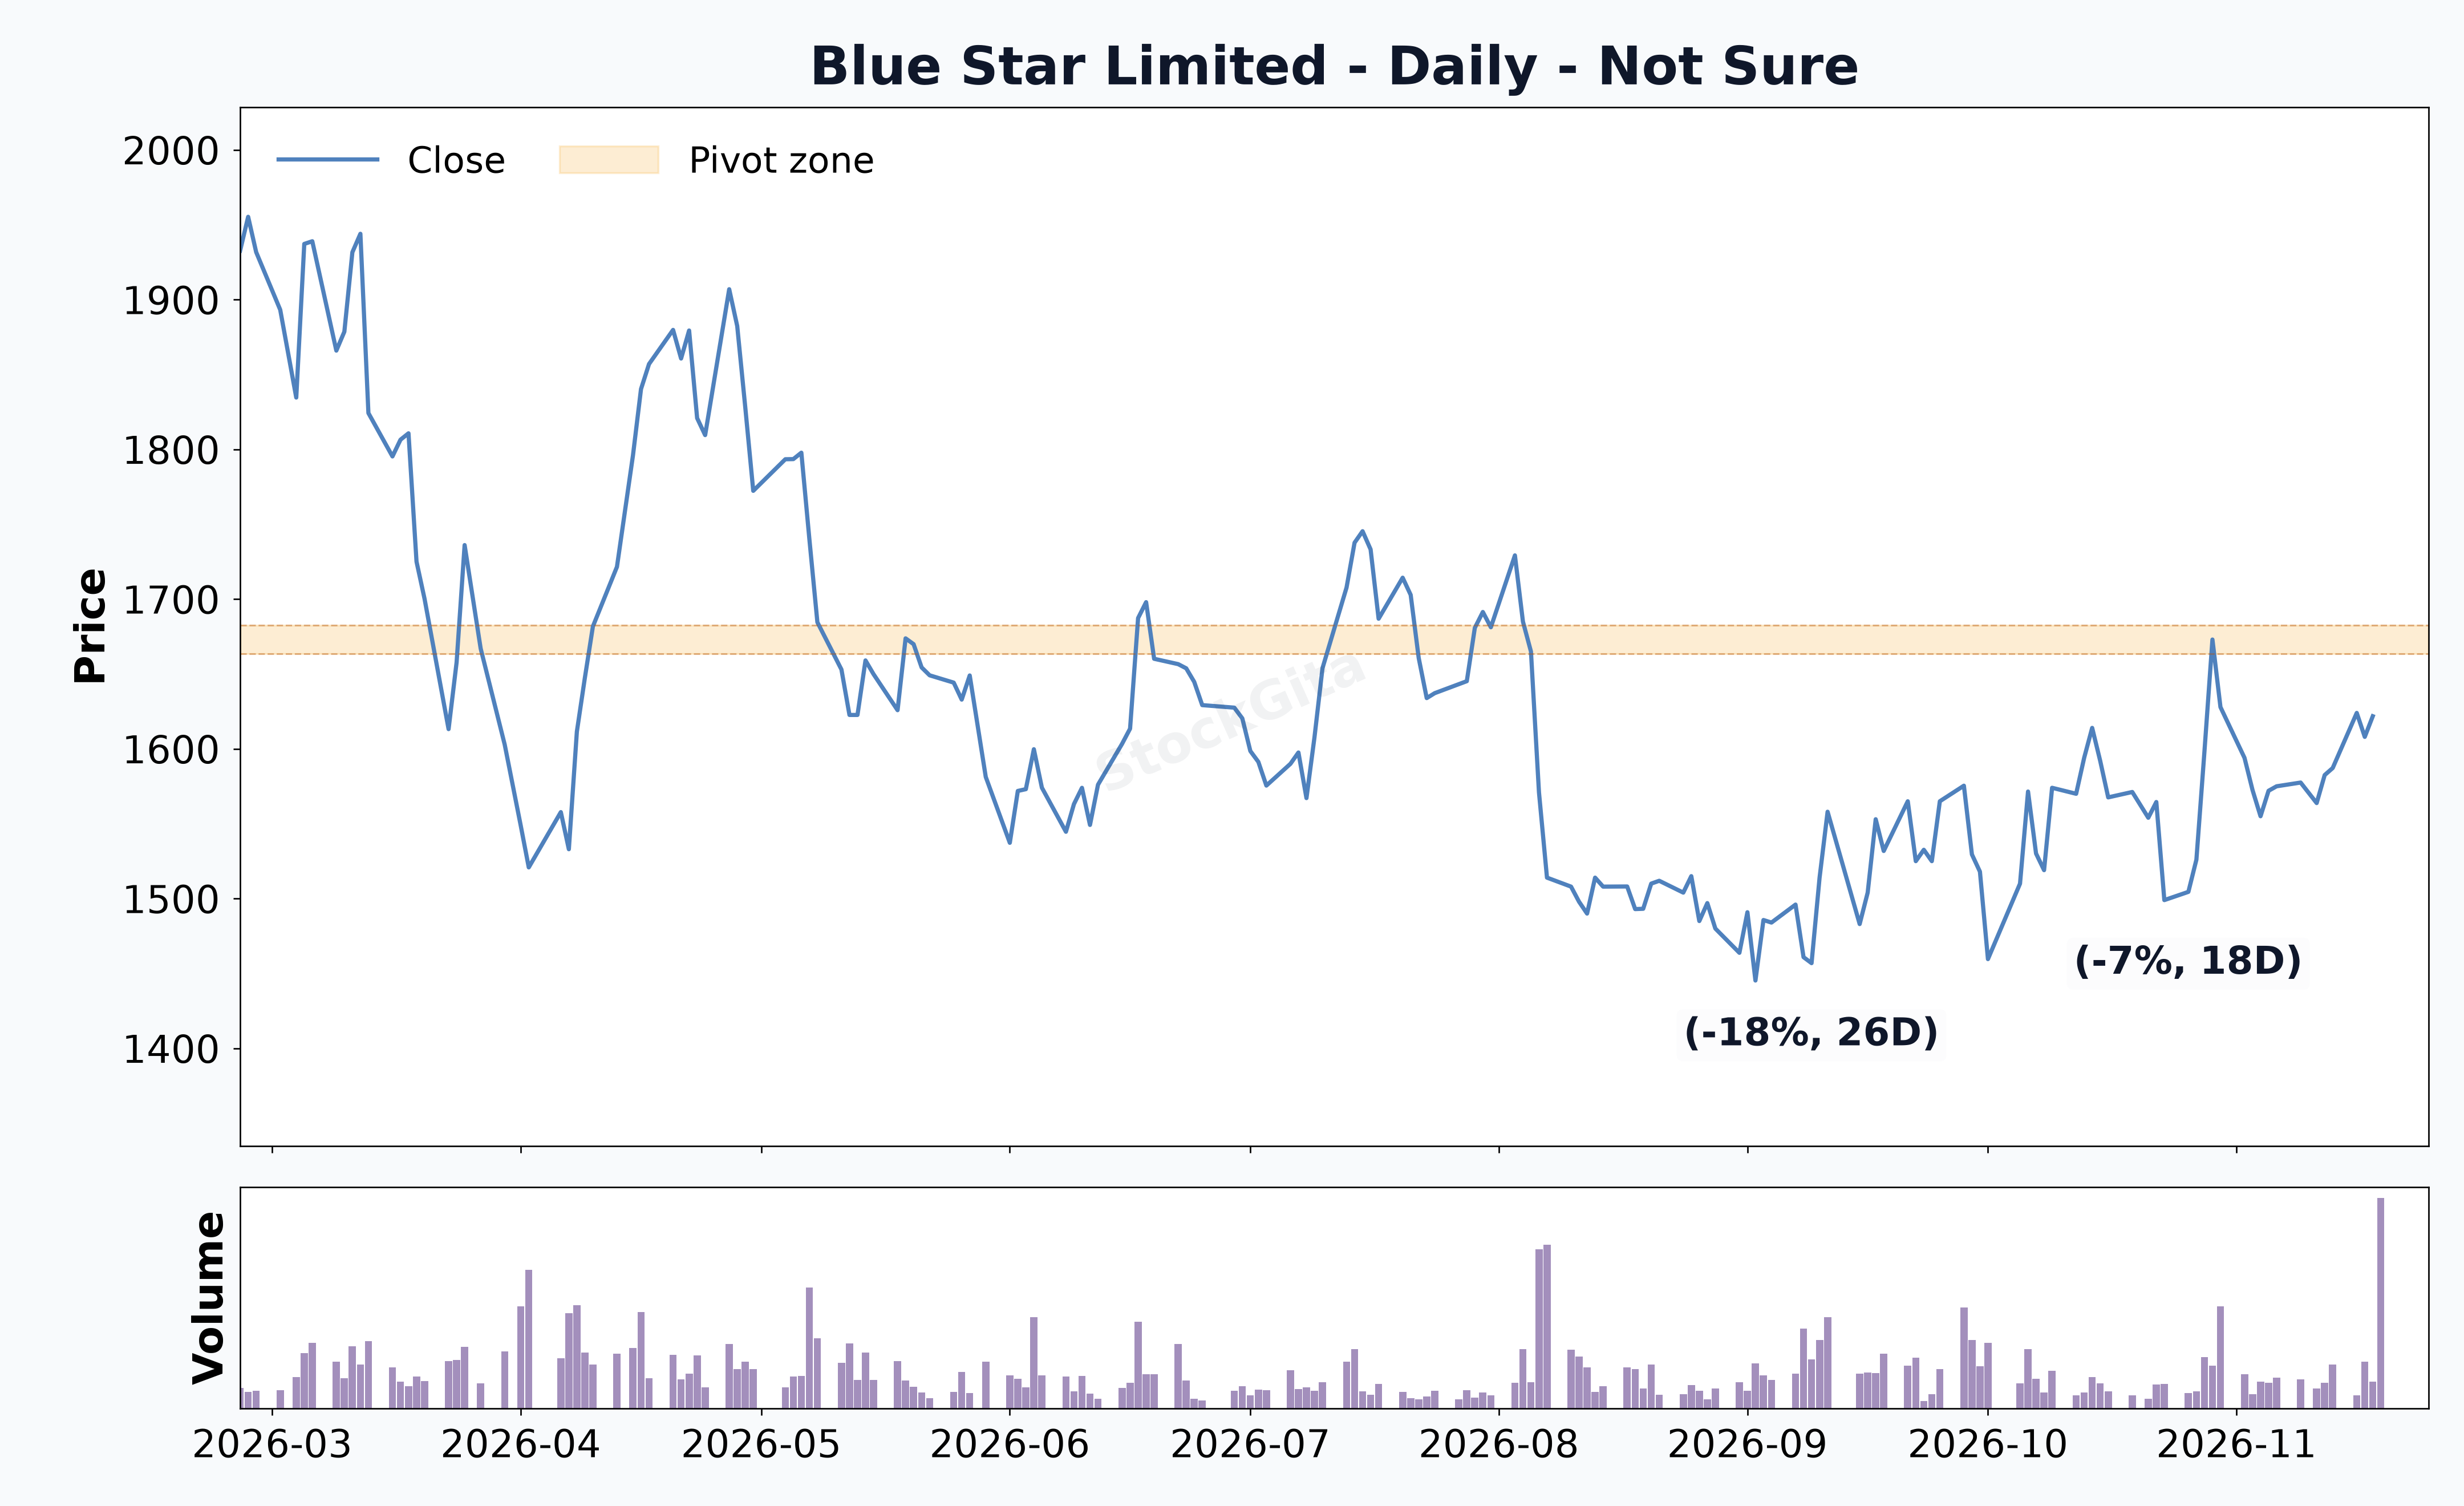 Blue Star Limited - Daily - Not Sure
Close
Pivot zone
Price
2000
1900
1800
1700
1600
1500
1400
StockGita
(-7%, 18D)
(-18%, 26D)
Volume
2026-03
2026-04
2026-05
2026-06
2026-07
2026-08
2026-09
2026-10
2026-11